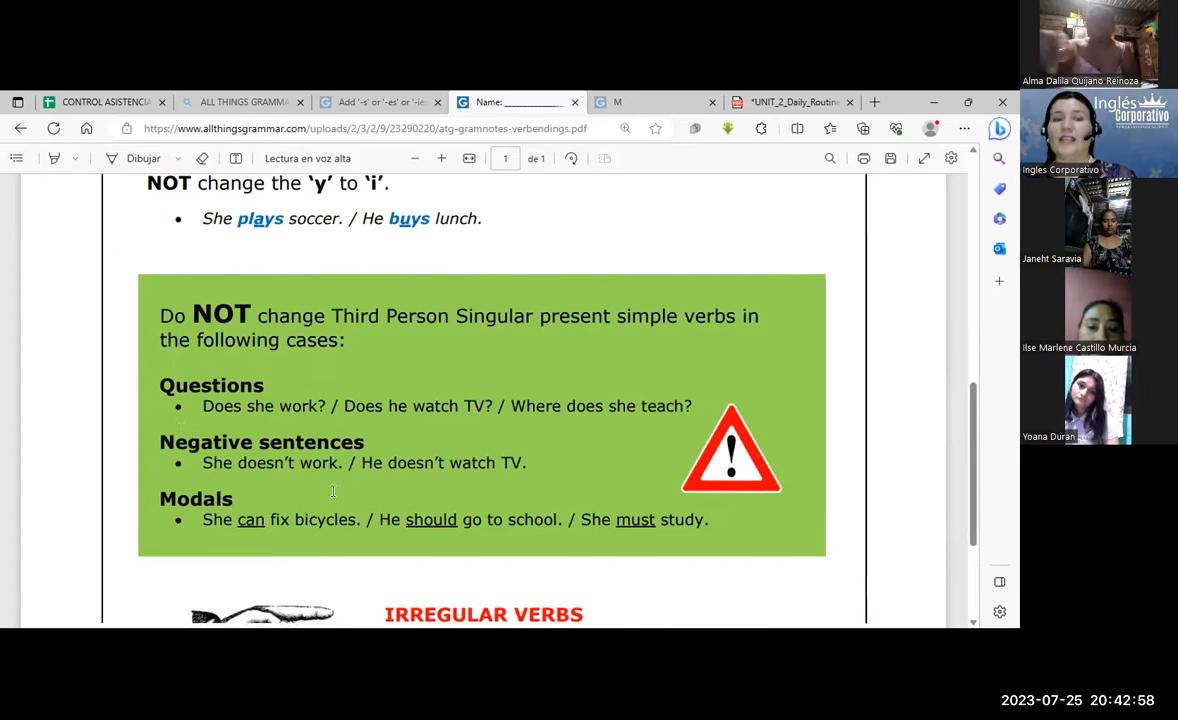 CONTROL ASISTENCIA
ALL THINGS GRAMMA
Add '-s' or '-es' or '-ie
Name: ____________
M
*UNIT_2_Daily_Routine
https://www.allthingsgrammar.com/uploads/2/3/2/9/23290220/atg-gramnotes-verbendings.pdf
Dibujar
Lectura en voz alta
1
de 1
NOT change the 'y' to 'i'.
• She plays soccer. / He buys lunch.
Do NOT change Third Person Singular present simple verbs in
the following cases:
Questions
• Does she work? / Does he watch TV? / Where does she teach?
Negative sentences
• She doesn't work. / He doesn't watch TV.
Modals
• She can fix bicycles. / He should go to school. / She must study.
!
IRREGULAR VERBS
Alma Dalila Quijano Reinoza
Inglés
Corporativo
Ingles Corporativo
Janeht Saravia
Ilse Marlene Castillo Murcia
Yoana Duran
2023-07-25 20:42:58